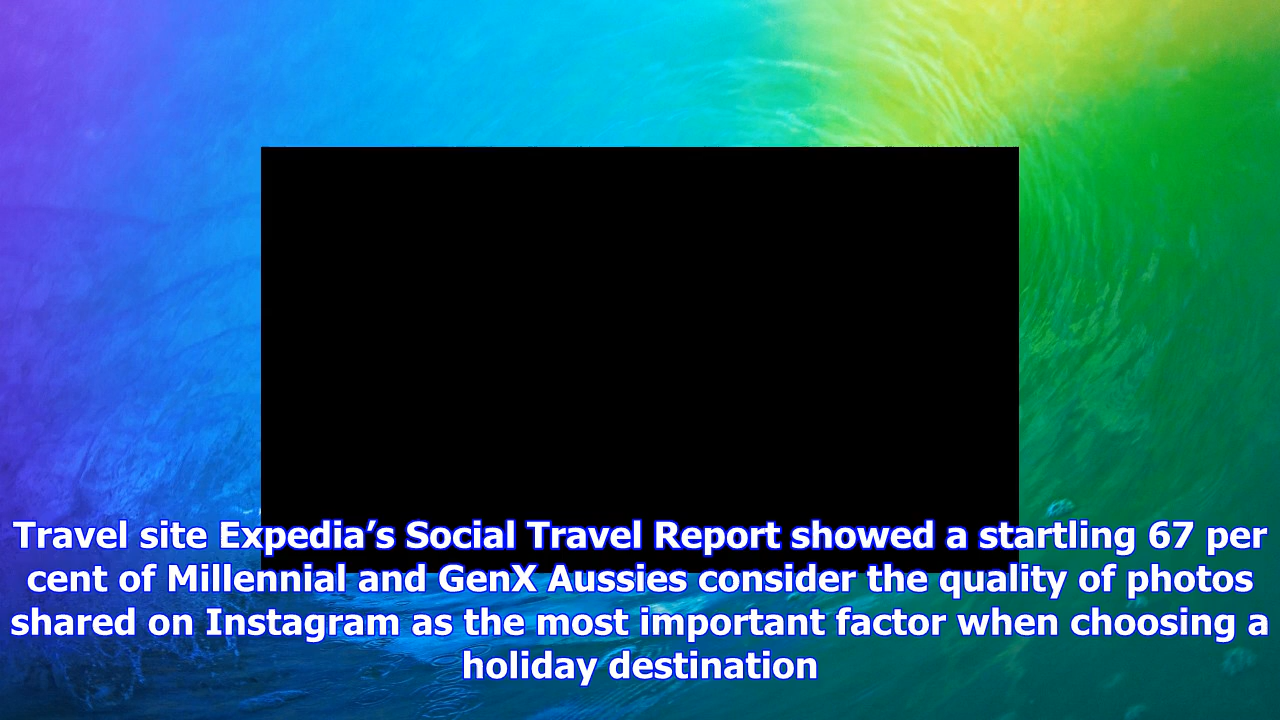 Travel site Expedia’s Social Travel Report showed a startling 67 per
cent of Millennial and GenX Aussies consider the quality of photos
shared on Instagram as the most important factor when choosing a
holiday destination